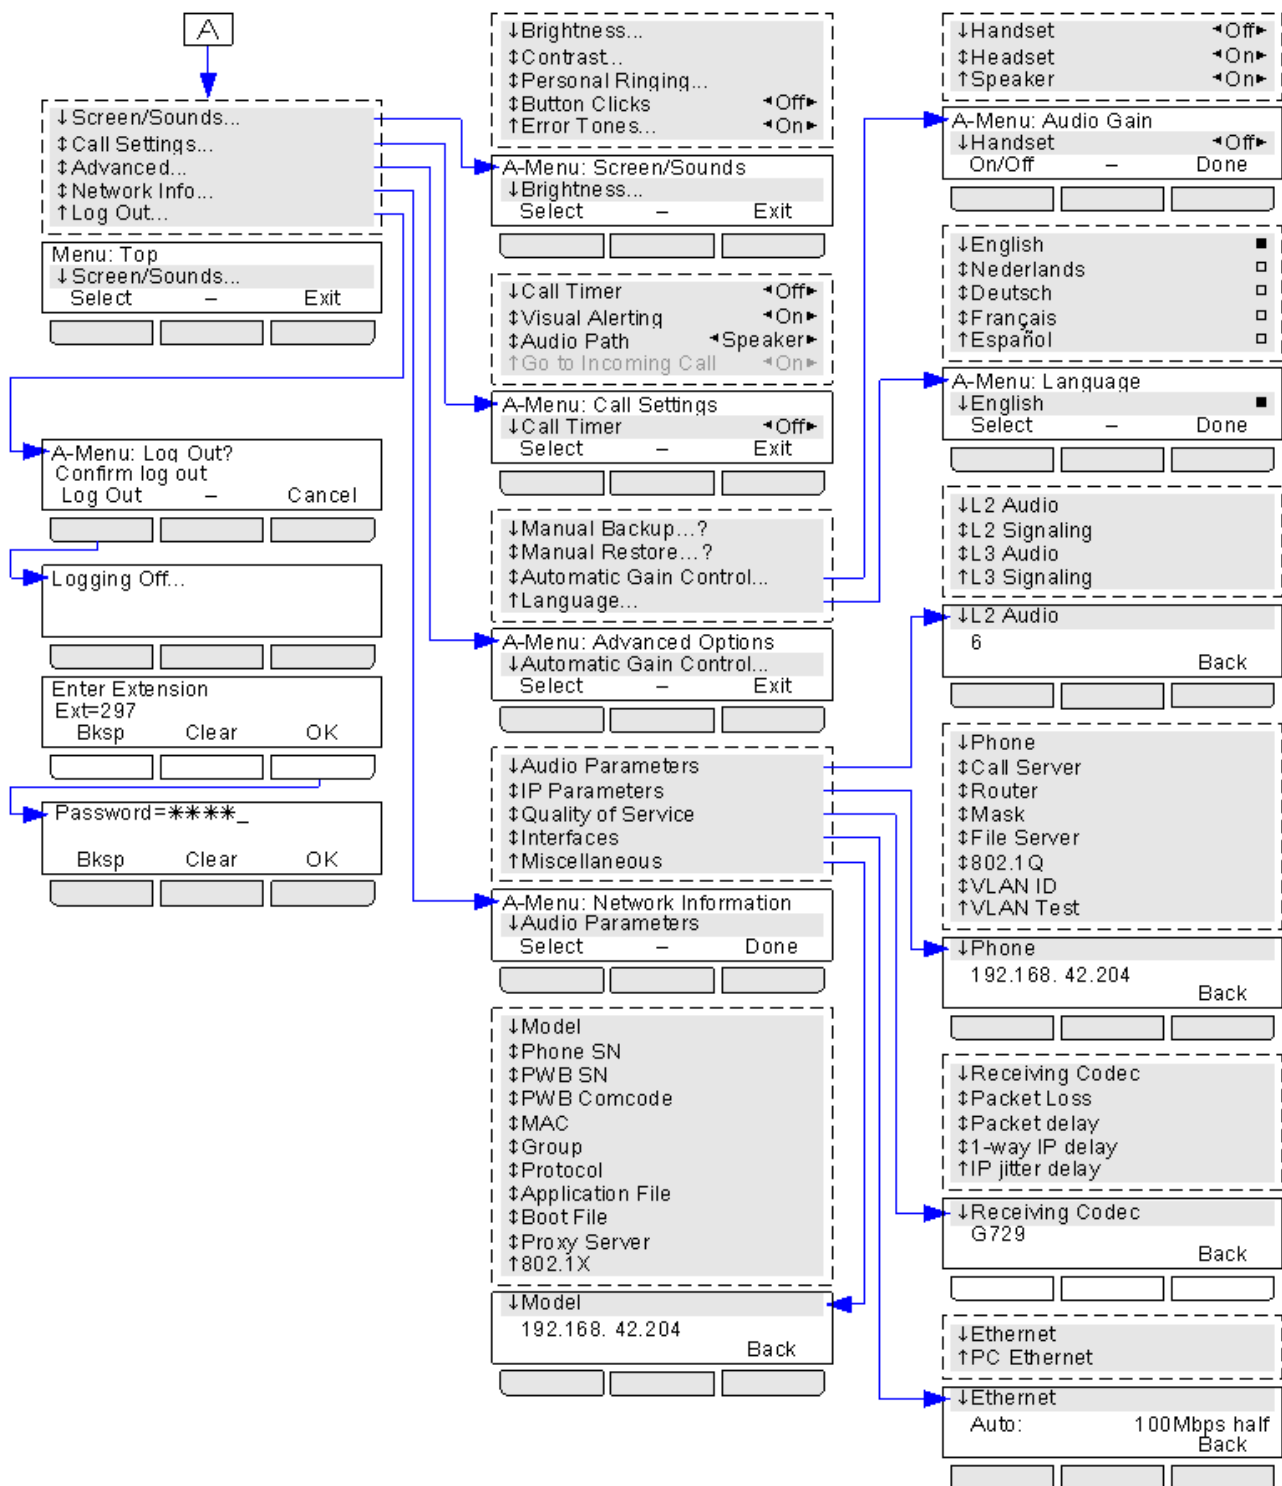 A
↓Screen/Sounds...
↕Call Settings...
↕Advanced...
↕Network Info...
↑Log Out...
Menu: Top
↓Screen/Sounds...
Select – Exit
A-Menu: Log Out?
Confirm log out
Log Out – Cancel
Logging Off...
Enter Extension
Ext=297
Bksp Clear OK
Password=****_
Bksp Clear OK
↓Brightness...
↕Contrast...
↕Personal Ringing...
↕Button Clicks ◄Off►
↑Error Tones... ◄On►
A-Menu: Screen/Sounds
↓Brightness...
Select – Exit
↓Call Timer ◄Off►
↕Visual Alerting ◄On►
↕Audio Path ◄Speaker►
↑Go to Incoming Call ◄On►
A-Menu: Call Settings
↓Call Timer ◄Off►
Select – Exit
↓Manual Backup...?
↕Manual Restore...?
↕Automatic Gain Control...
↑Language...
A-Menu: Advanced Options
↓Automatic Gain Control...
Select – Exit
↓Audio Parameters
↕IP Parameters
↕Quality of Service
↕Interfaces
↑Miscellaneous
A-Menu: Network Information
↓Audio Parameters
Select – Done
↓Model
↕Phone SN
↕PWB SN
↕PWB Comcode
↕MAC
↕Group
↕Protocol
↕Application File
↕Boot File
↕Proxy Server
↑802.1X
↓Model
192.168. 42.204
Back
↓Handset ◄Off►
↕Headset ◄On►
↑Speaker ◄On►
A-Menu: Audio Gain
↓Handset ◄Off►
On/Off – Done
↓English ■
↕Nederlands □
↕Deutsch □
↕Français □
↑Español □
A-Menu: Language
↓English ■
Select – Done
↓L2 Audio
↕L2 Signaling
↕L3 Audio
↑L3 Signaling
↓L2 Audio
6
Back
↓Phone
↕Call Server
↕Router
↕Mask
↕File Server
↕802.1Q
↕VLAN ID
↑VLAN Test
↓Phone
192.168. 42.204
Back
↓Receiving Codec
↕Packet Loss
↕Packet delay
↕1-way IP delay
↑IP jitter delay
↓Receiving Codec
G729
Back
↓Ethernet
↑PC Ethernet
↓Ethernet
Auto: 100Mbps half
Back